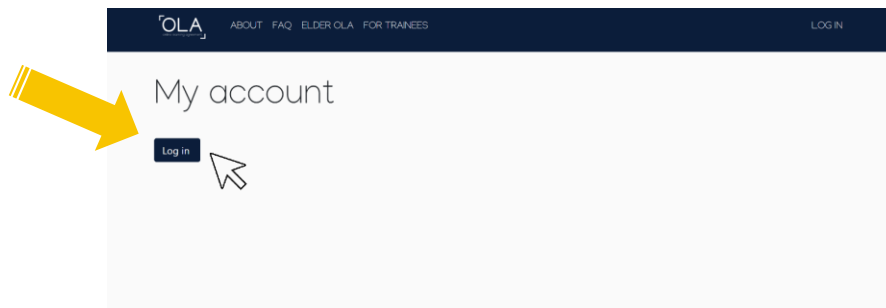 OLA
ABOUT FAQ ELDER OLA FOR TRAINEES
LOG IN
My account
Log in